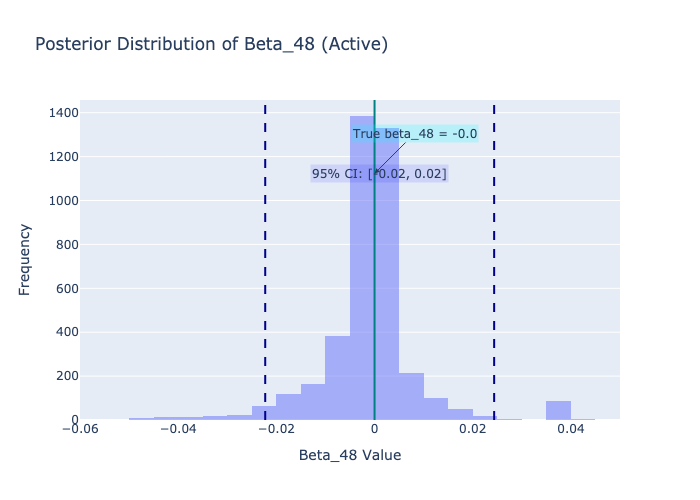 Posterior Distribution of Beta_48 (Active)
1400
1200
1000
800
600
400
200
0
Frequency
True beta_48 = -0.0
95% CI: [-0.02, 0.02]
−0.06
−0.04
−0.02
0
0.02
0.04
Beta_48 Value